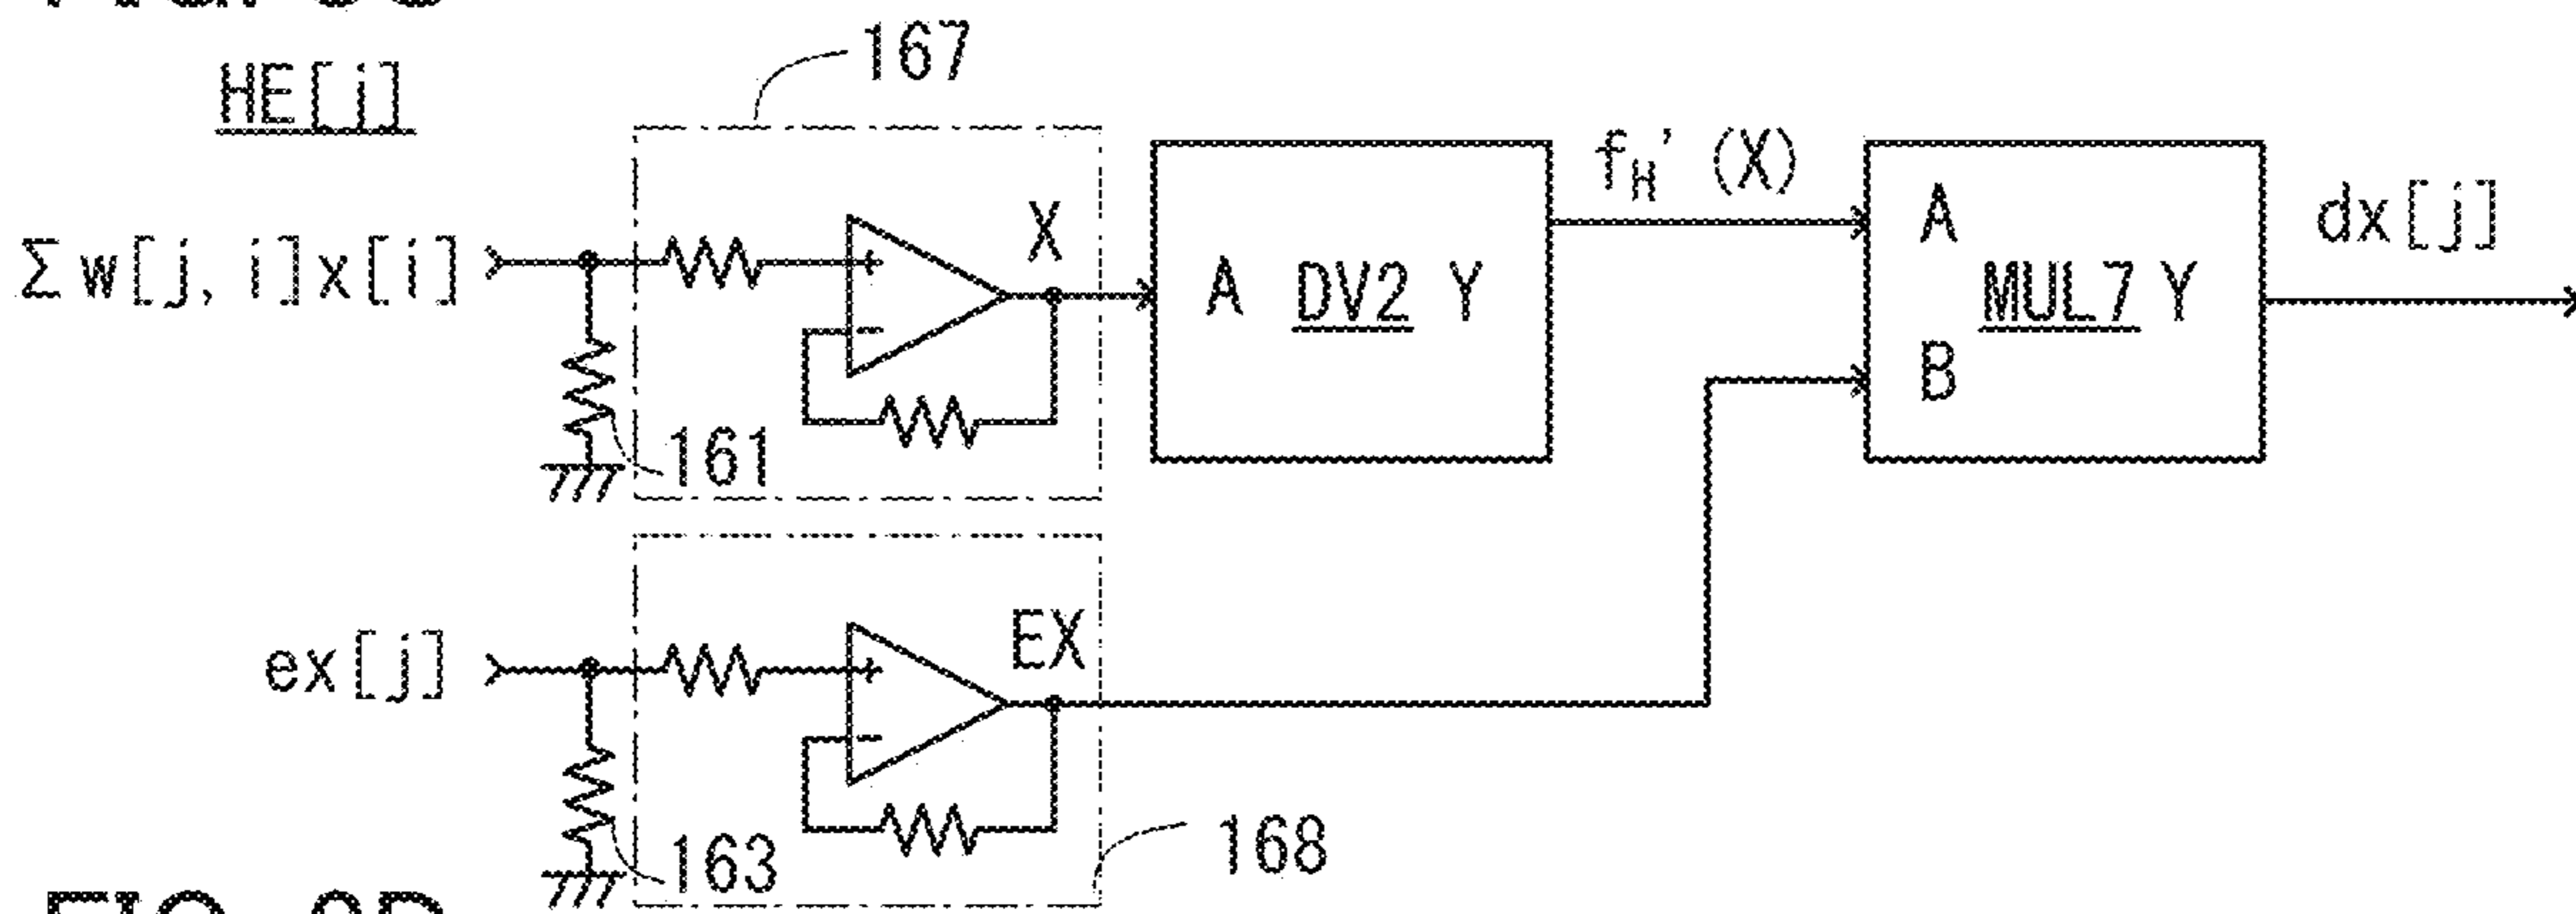 HE[j]
167
Σw[j,i]x[i]
+
−
X
161
A DV2 Y
f_H'(X)
A
MUL7 Y
B
dx[j]
ex[j]
+
−
EX
163
168